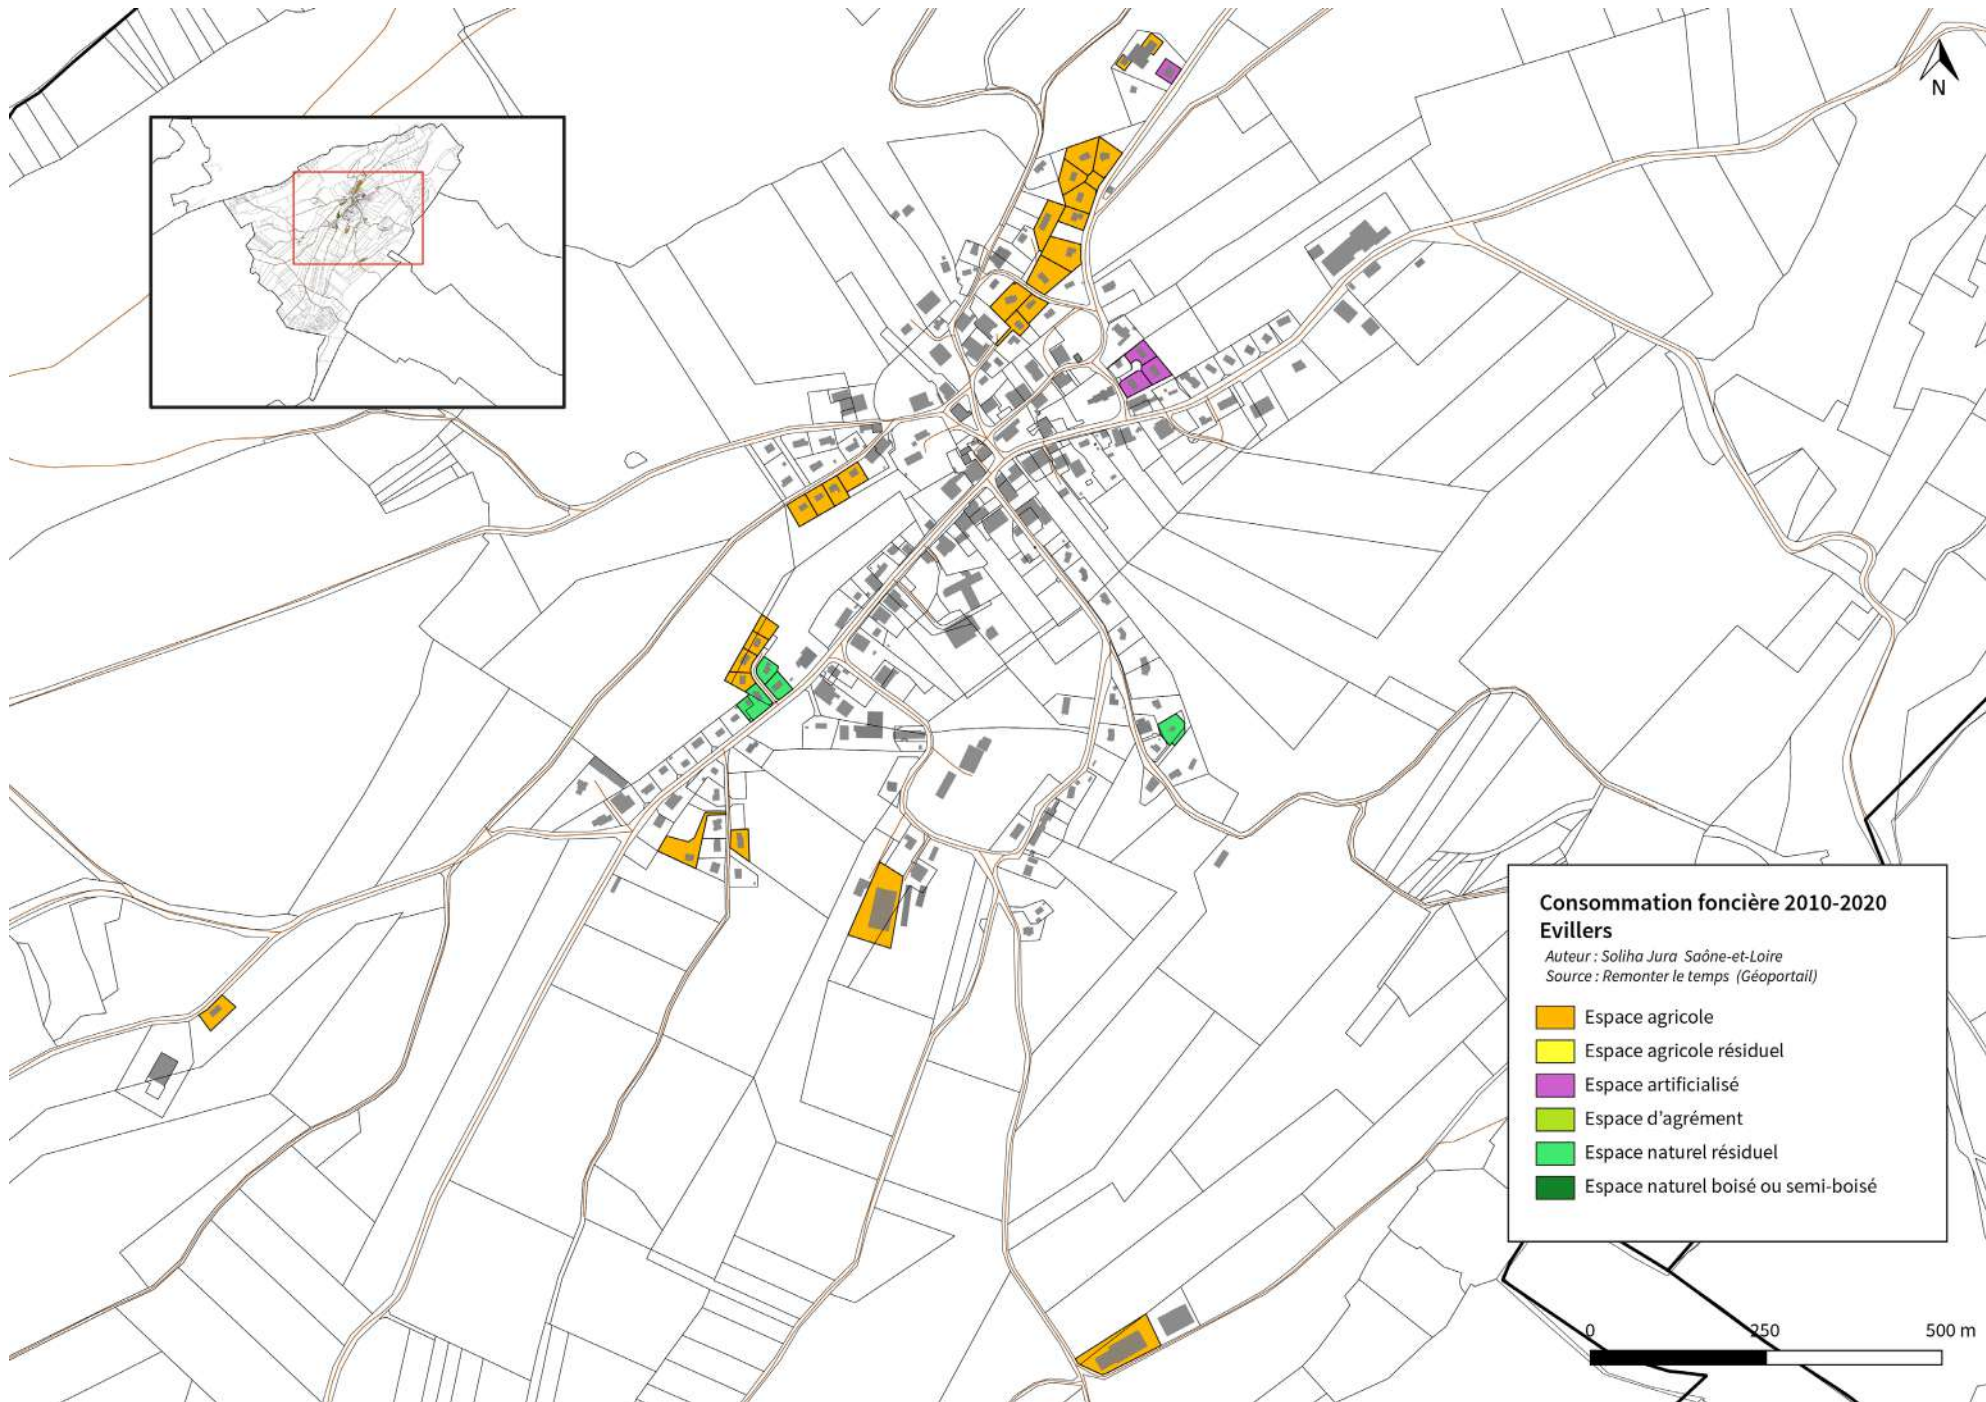 N
Consommation foncière 2010-2020
Evillers
Auteur : Soliha Jura Saône-et-Loire
Source : Remonter le temps (Géoportail)
Espace agricole
Espace agricole résiduel
Espace artificialisé
Espace d'agrément
Espace naturel résiduel
Espace naturel boisé ou semi-boisé
0 250 500 m